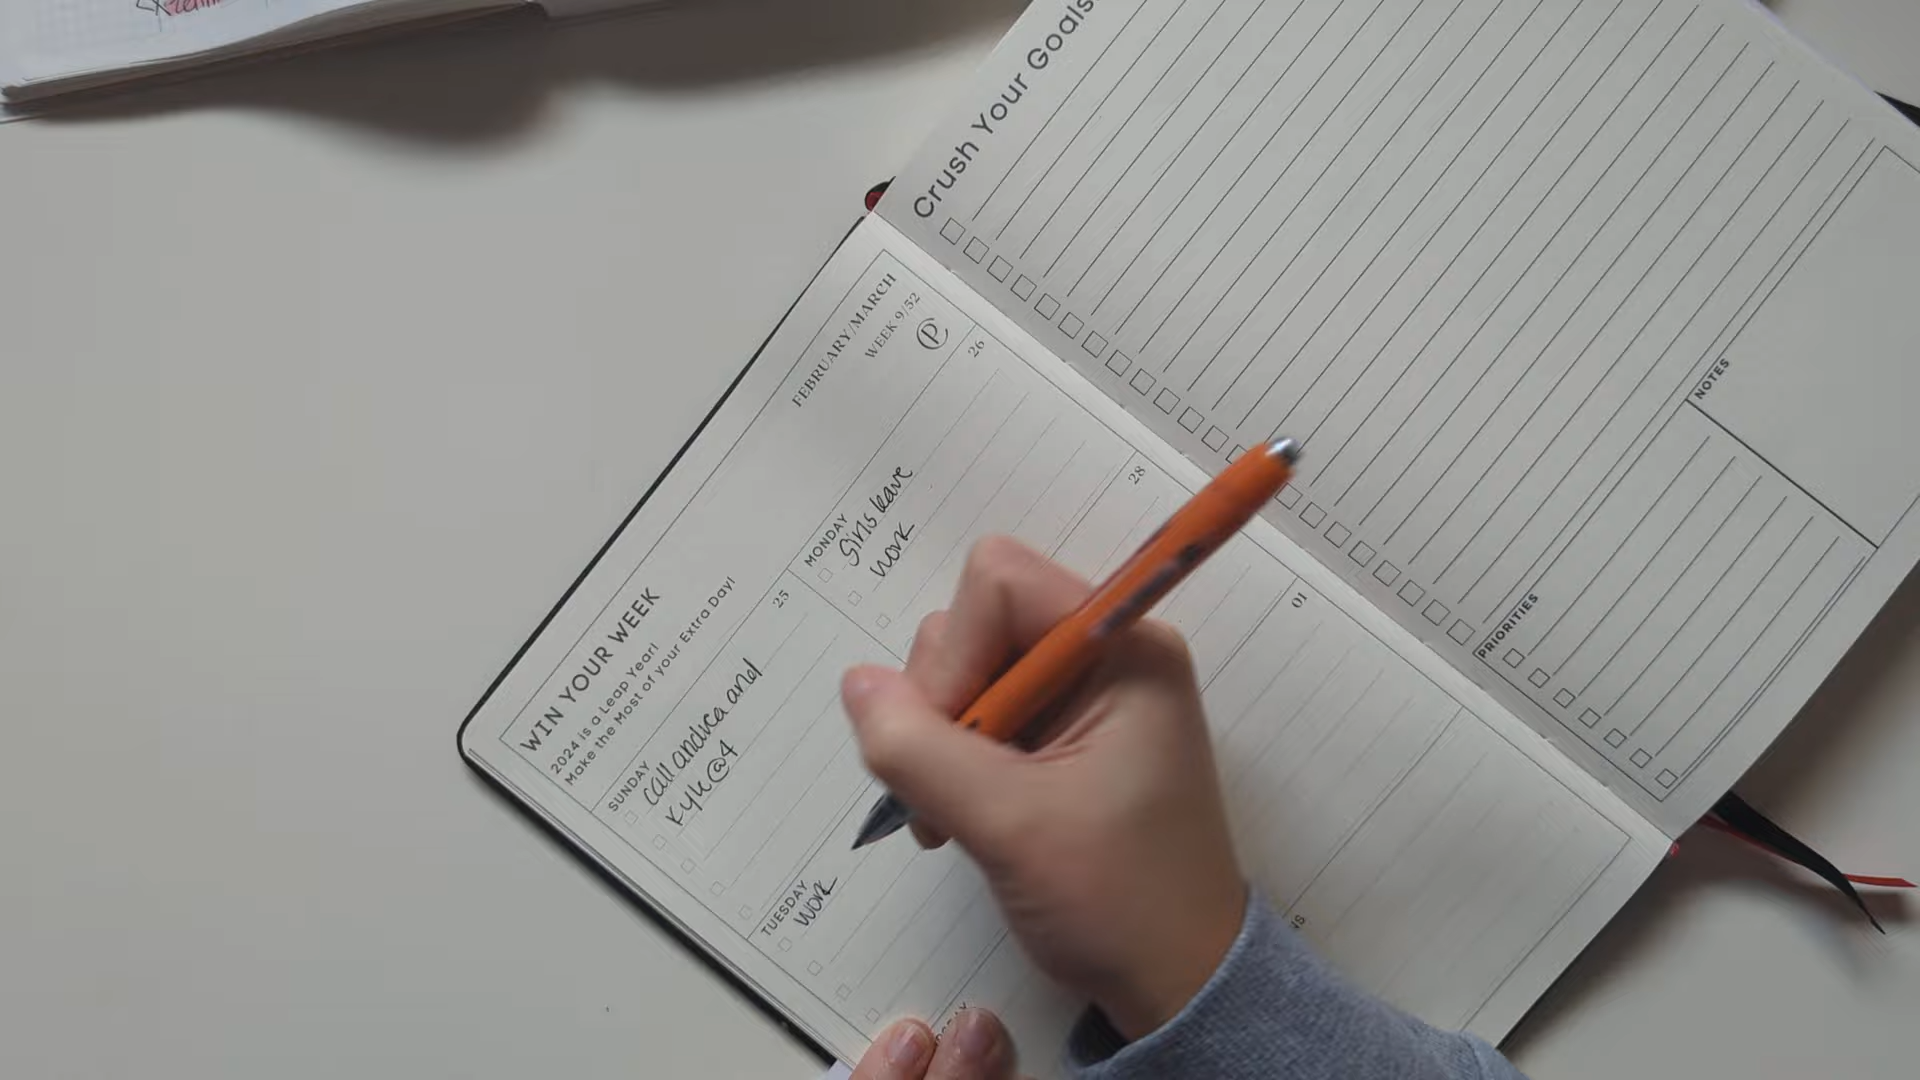 Crush Your Goals
FEBRUARY/MARCH
WEEK 9/52
P
WIN YOUR WEEK
2024 is a Leap Year!
Make the Most of your Extra Day!
SUNDAY 25
call andrea and
Kyle @4
MONDAY 26
girls leave
work
TUESDAY
work
28
01
NOTES
PRIORITIES